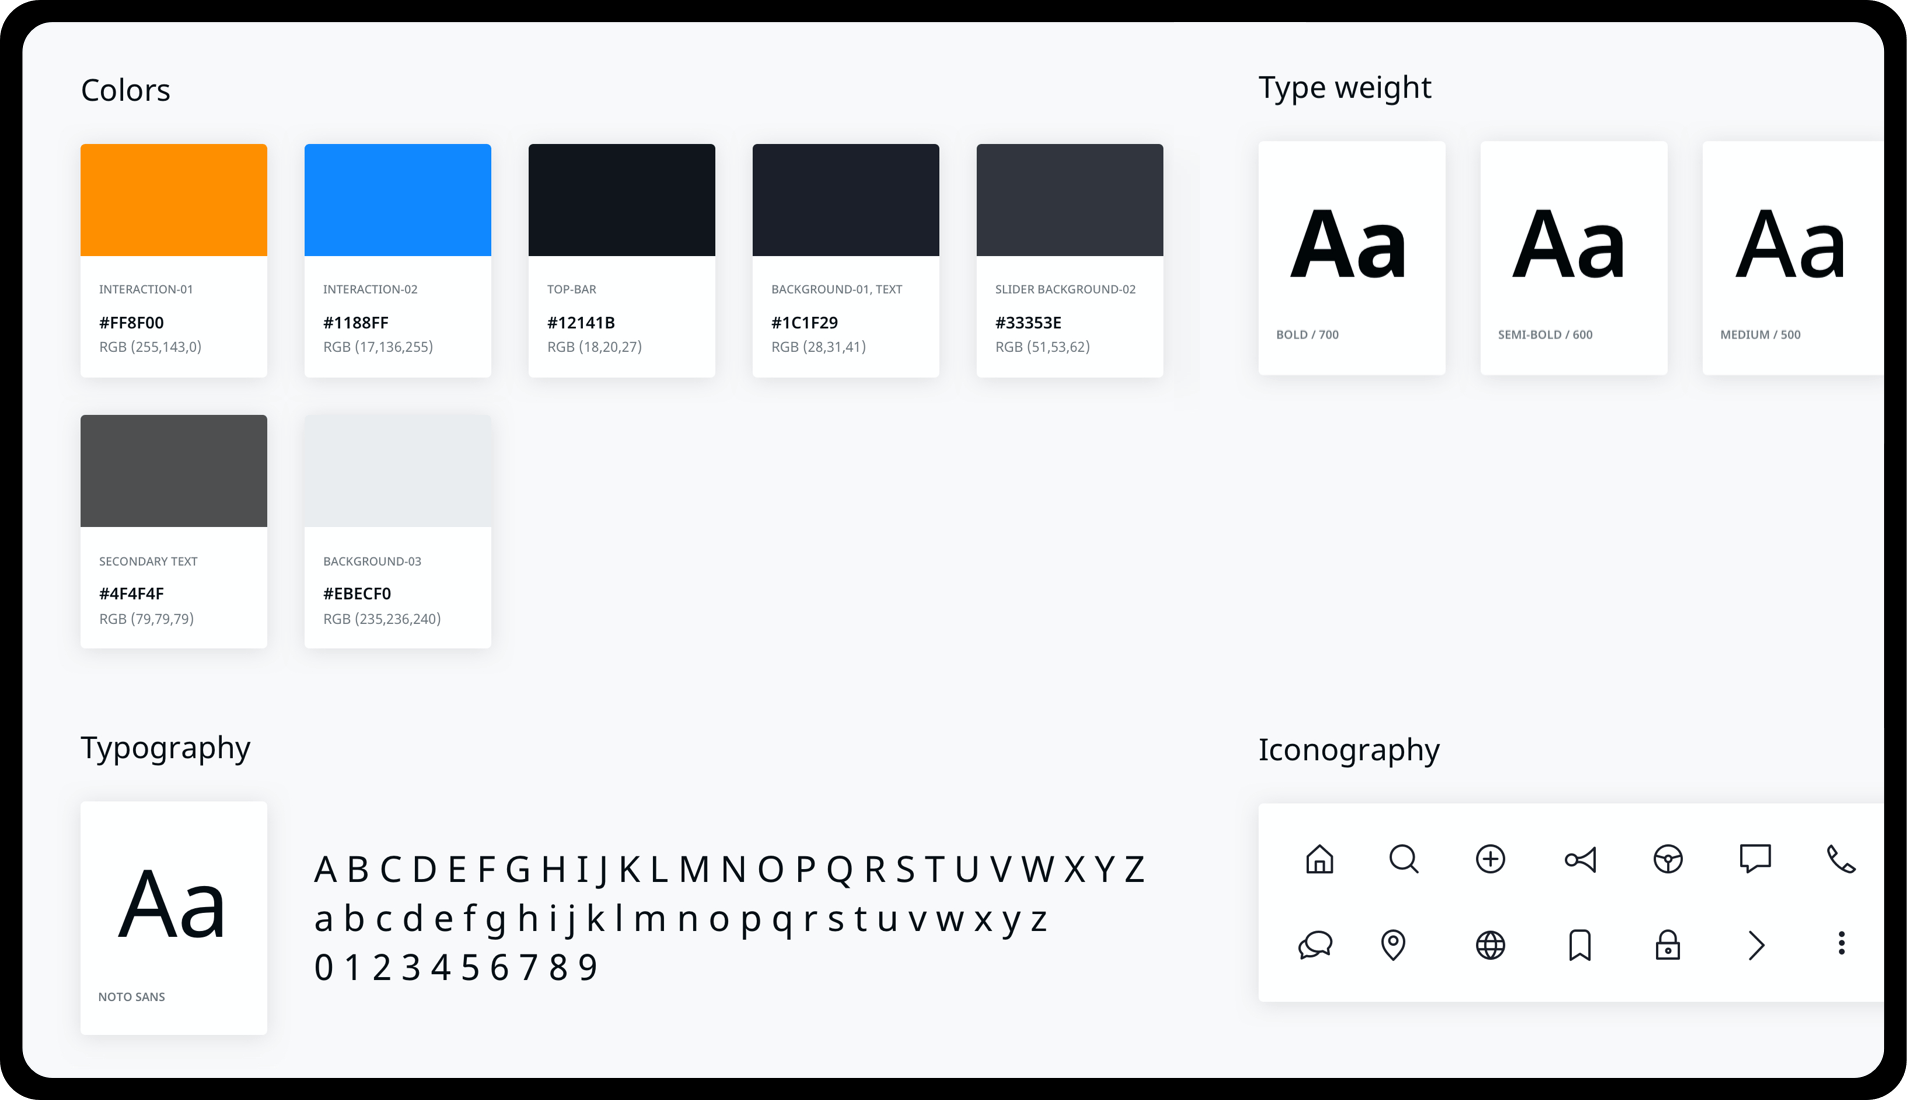 Colors
INTERACTION-01
#FF8F00
RGB (255,143,0)
INTERACTION-02
#1188FF
RGB (17,136,255)
TOP-BAR
#12141B
RGB (18,20,27)
BACKGROUND-01, TEXT
#1C1F29
RGB (28,31,41)
SLIDER BACKGROUND-02
#33353E
RGB (51,53,62)
SECONDARY TEXT
#4F4F4F
RGB (79,79,79)
BACKGROUND-03
#EBECF0
RGB (235,236,240)
Type weight
Aa
BOLD / 700
Aa
SEMI-BOLD / 600
Aa
MEDIUM / 500
Typography
Aa
NOTO SANS
A B C D E F G H I J K L M N O P Q R S T U V W X Y Z
a b c d e f g h i j k l m n o p q r s t u v w x y z
0 1 2 3 4 5 6 7 8 9
Iconography